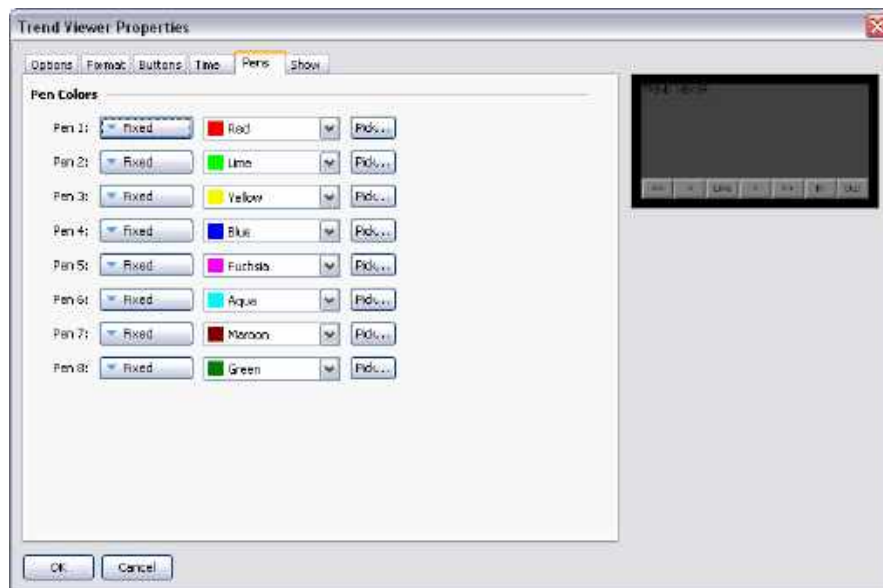 Trend Viewer Properties
Options Format Buttons Time Pens Show
Pen Colors
Pen 1: Fixed Red Pick...
Pen 2: Fixed Lime Pick...
Pen 3: Fixed Yellow Pick...
Pen 4: Fixed Blue Pick...
Pen 5: Fixed Fuchsia Pick...
Pen 6: Fixed Aqua Pick...
Pen 7: Fixed Maroon Pick...
Pen 8: Fixed Green Pick...
OK Cancel